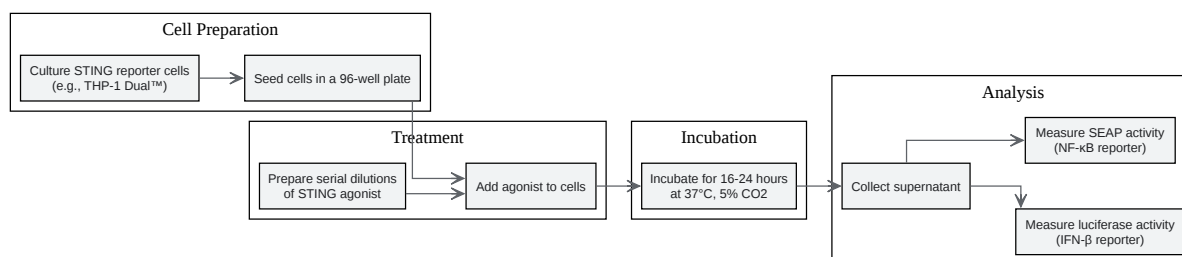 Cell Preparation
Culture STING reporter cells
(e.g., THP-1 Dual™)
Seed cells in a 96-well plate
Treatment
Prepare serial dilutions
of STING agonist
Add agonist to cells
Incubation
Incubate for 16-24 hours
at 37°C, 5% CO2
Analysis
Collect supernatant
Measure SEAP activity
(NF-κB reporter)
Measure luciferase activity
(IFN-β reporter)